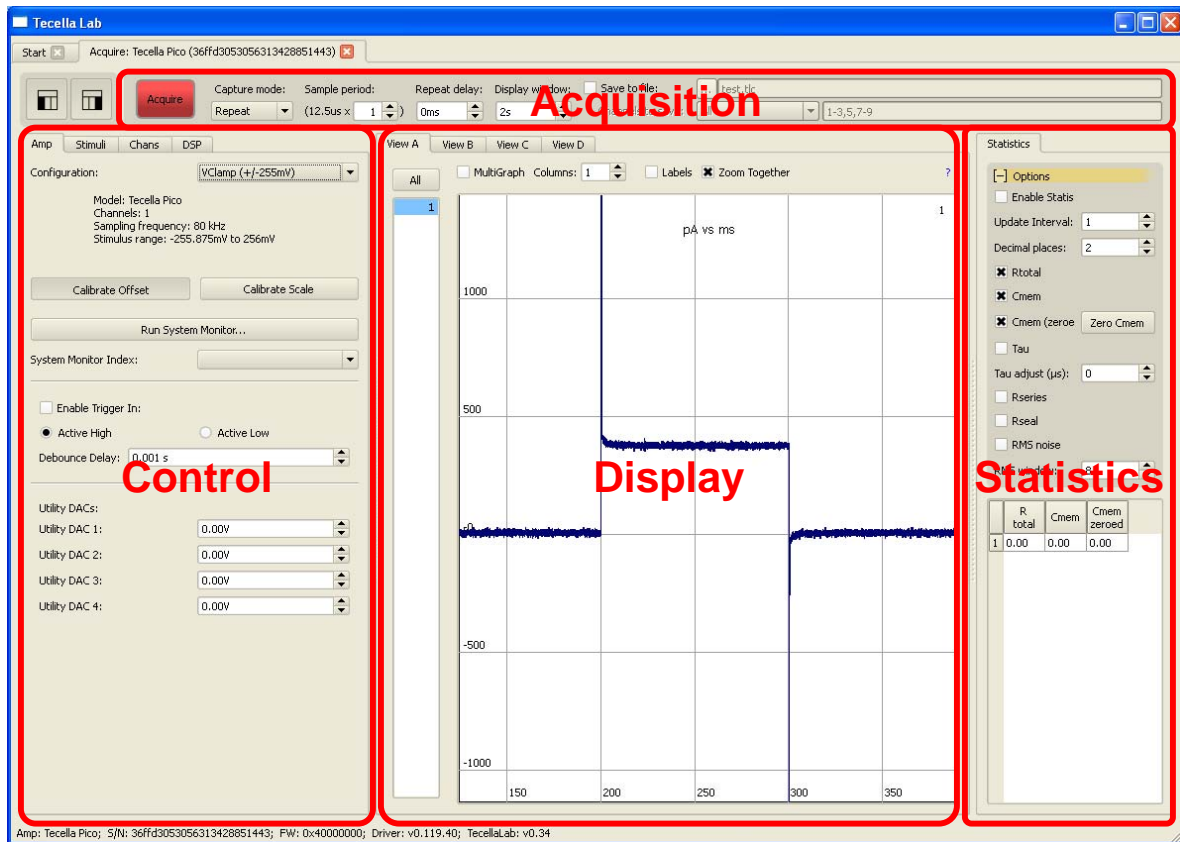 Tecella Lab
Start
Acquire: Tecella Pico (36ffd3053056313428851443)
Acquisition
Acquire
Capture mode: Sample period: Repeat delay: Display window: Save to file: test.tlc
Repeat (12.5us x 1 ) 0ms 2s 1-3,5,7-9
Amp Stimuli Chans DSP
Configuration: VClamp (+/-255mV)
Model: Tecella Pico
Channels: 1
Sampling frequency: 80 kHz
Stimulus range: -255.875mV to 256mV
Calibrate Offset Calibrate Scale
Run System Monitor...
System Monitor Index:
Enable Trigger In:
Active High Active Low
Debounce Delay: 0.001 s
Control
Utility DACs:
Utility DAC 1: 0.00V
Utility DAC 2: 0.00V
Utility DAC 3: 0.00V
Utility DAC 4: 0.00V
View A View B View C View D
All MultiGraph Columns: 1 Labels Zoom Together ?
1
1
pA vs ms
1000
500
Display
0
-500
-1000
150 200 250 300 350
Statistics
[-] Options
Enable Statis
Update Interval: 1
Decimal places: 2
Rtotal
Cmem
Cmem (zeroe Zero Cmem
Tau
Tau adjust (µs): 0
Rseries
Rseal
RMS noise
Statistics
R total Cmem Cmem zeroed
1 0.00 0.00 0.00
Amp: Tecella Pico; S/N: 36ffd3053056313428851443; FW: 0x40000000; Driver: v0.119.40; TecellaLab: v0.34